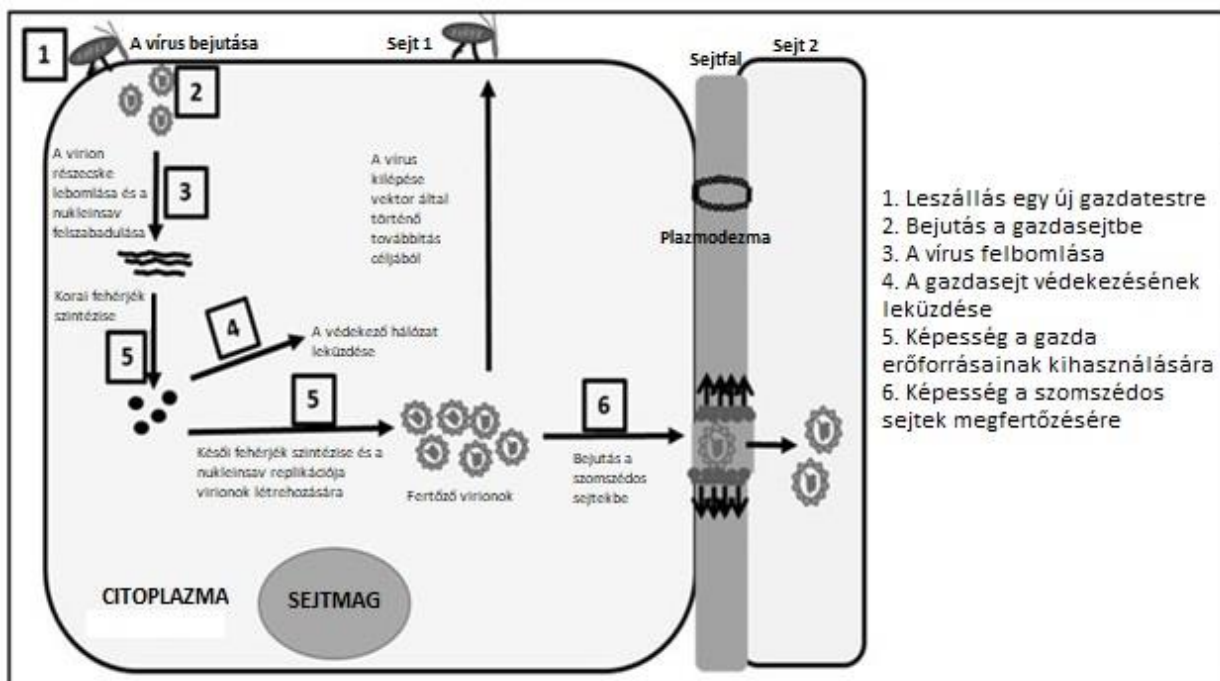 1
A vírus bejutása
Sejt 1
Sejtfal
Sejt 2
2
A virion
részecske
lebomlása és a
nukleinsav
felszabadulása
3
A vírus
kilépése
vektor által
történő
továbbítás
céljából
Plazmodezma
Korai fehérjék
szintézise
5
4
A védekező hálózat
leküzdése
5
Késői fehérjék szintézise és a
nukleinsav replikációja
virionok létrehozására
Fertőző virionok
6
Bejutás a
szomszédos
sejtekbe
CITOPLAZMA
SEJTMAG
1. Leszállás egy új gazdatestre
2. Bejutás a gazdasejtbe
3. A vírus felbomlása
4. A gazdasejt védekezésének
leküzdése
5. Képesség a gazda
erőforrásainak kihasználására
6. Képesség a szomszédos
sejtek megfertőzésére